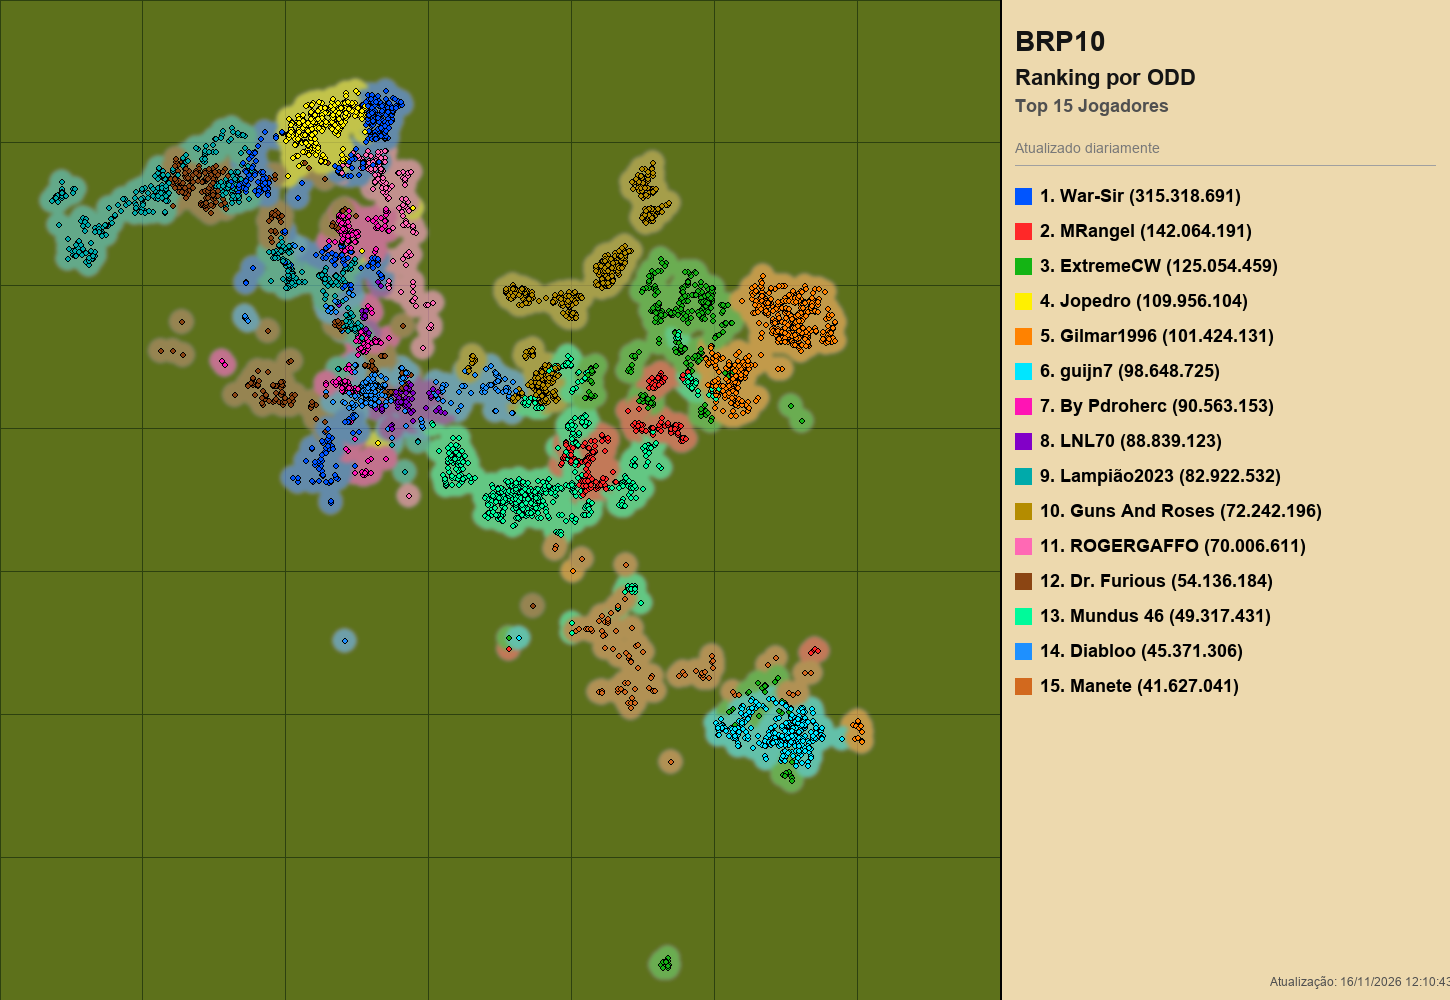 BRP10
Ranking por ODD
Top 15 Jogadores
Atualizado diariamente
1. War-Sir (315.318.691)
2. MRangel (142.064.191)
3. ExtremeCW (125.054.459)
4. Jopedro (109.956.104)
5. Gilmar1996 (101.424.131)
6. guijn7 (98.648.725)
7. By Pdroherc (90.563.153)
8. LNL70 (88.839.123)
9. Lampião2023 (82.922.532)
10. Guns And Roses (72.242.196)
11. ROGERGAFFO (70.006.611)
12. Dr. Furious (54.136.184)
13. Mundus 46 (49.317.431)
14. Diabloo (45.371.306)
15. Manete (41.627.041)
Atualização: 16/11/2026 12:10:43